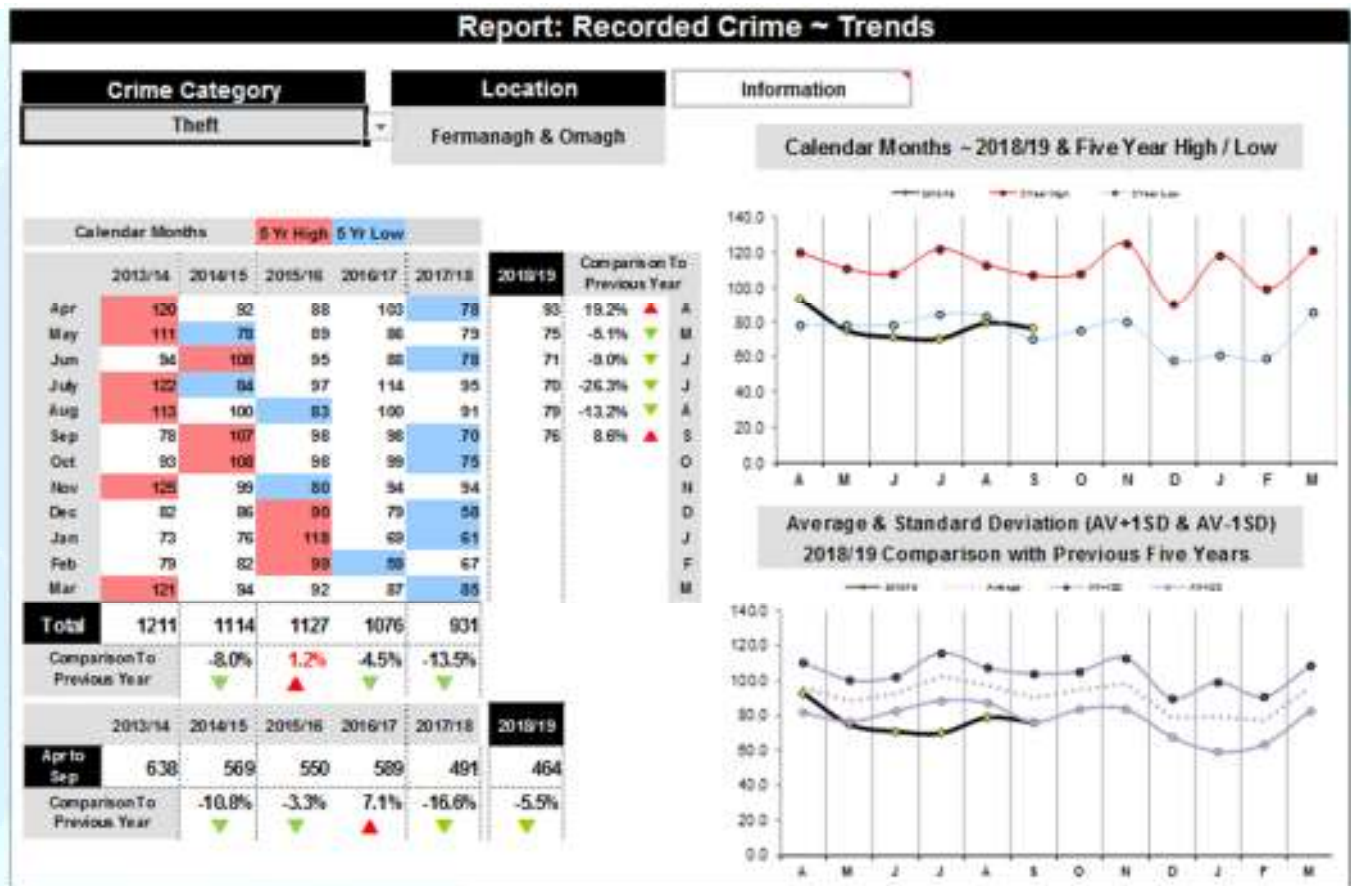 Report: Recorded Crime ~ Trends
Crime Category
Location
Information
Theft
Fermanagh & Omagh
Calendar Months ~ 2018/19 & Five Year High / Low
5 Year High
5 Year Low
Calendar Months 5 Yr High 5 Yr Low
2013/14 2014/15 2015/16 2016/17 2017/18 2018/19 Comparison To
Previous Year
Apr 120 92 88 103 78 93 19.2% A
May 111 78 89 86 79 75 -5.1% M
Jun 94 108 95 88 78 71 -9.0% J
July 122 84 97 114 95 70 -26.3% J
Aug 113 100 83 100 91 79 -13.2% A
Sep 78 107 98 98 70 76 8.6% S
Oct 93 108 98 99 75 O
Nov 125 99 80 94 94 N
Dec 82 86 90 79 58 D
Jan 73 76 118 69 61 J
Feb 79 82 99 59 67 F
Mar 121 94 92 87 85 M
Total 1211 1114 1127 1076 931
Comparison To
Previous Year
-8.0% 1.2% -4.5% -13.5%
2013/14 2014/15 2015/16 2016/17 2017/18 2018/19
Apr to
Sep
638 569 550 589 491 464
Comparison To
Previous Year
-10.8% -3.3% 7.1% -16.6% -5.5%
140.0
120.0
100.0
80.0
60.0
40.0
20.0
0.0
A M J J A S O N D J F M
Average & Standard Deviation (AV+1SD & AV-1SD)
2018/19 Comparison with Previous Five Years
Average
140.0
120.0
100.0
80.0
60.0
40.0
20.0
0.0
A M J J A S O N D J F M